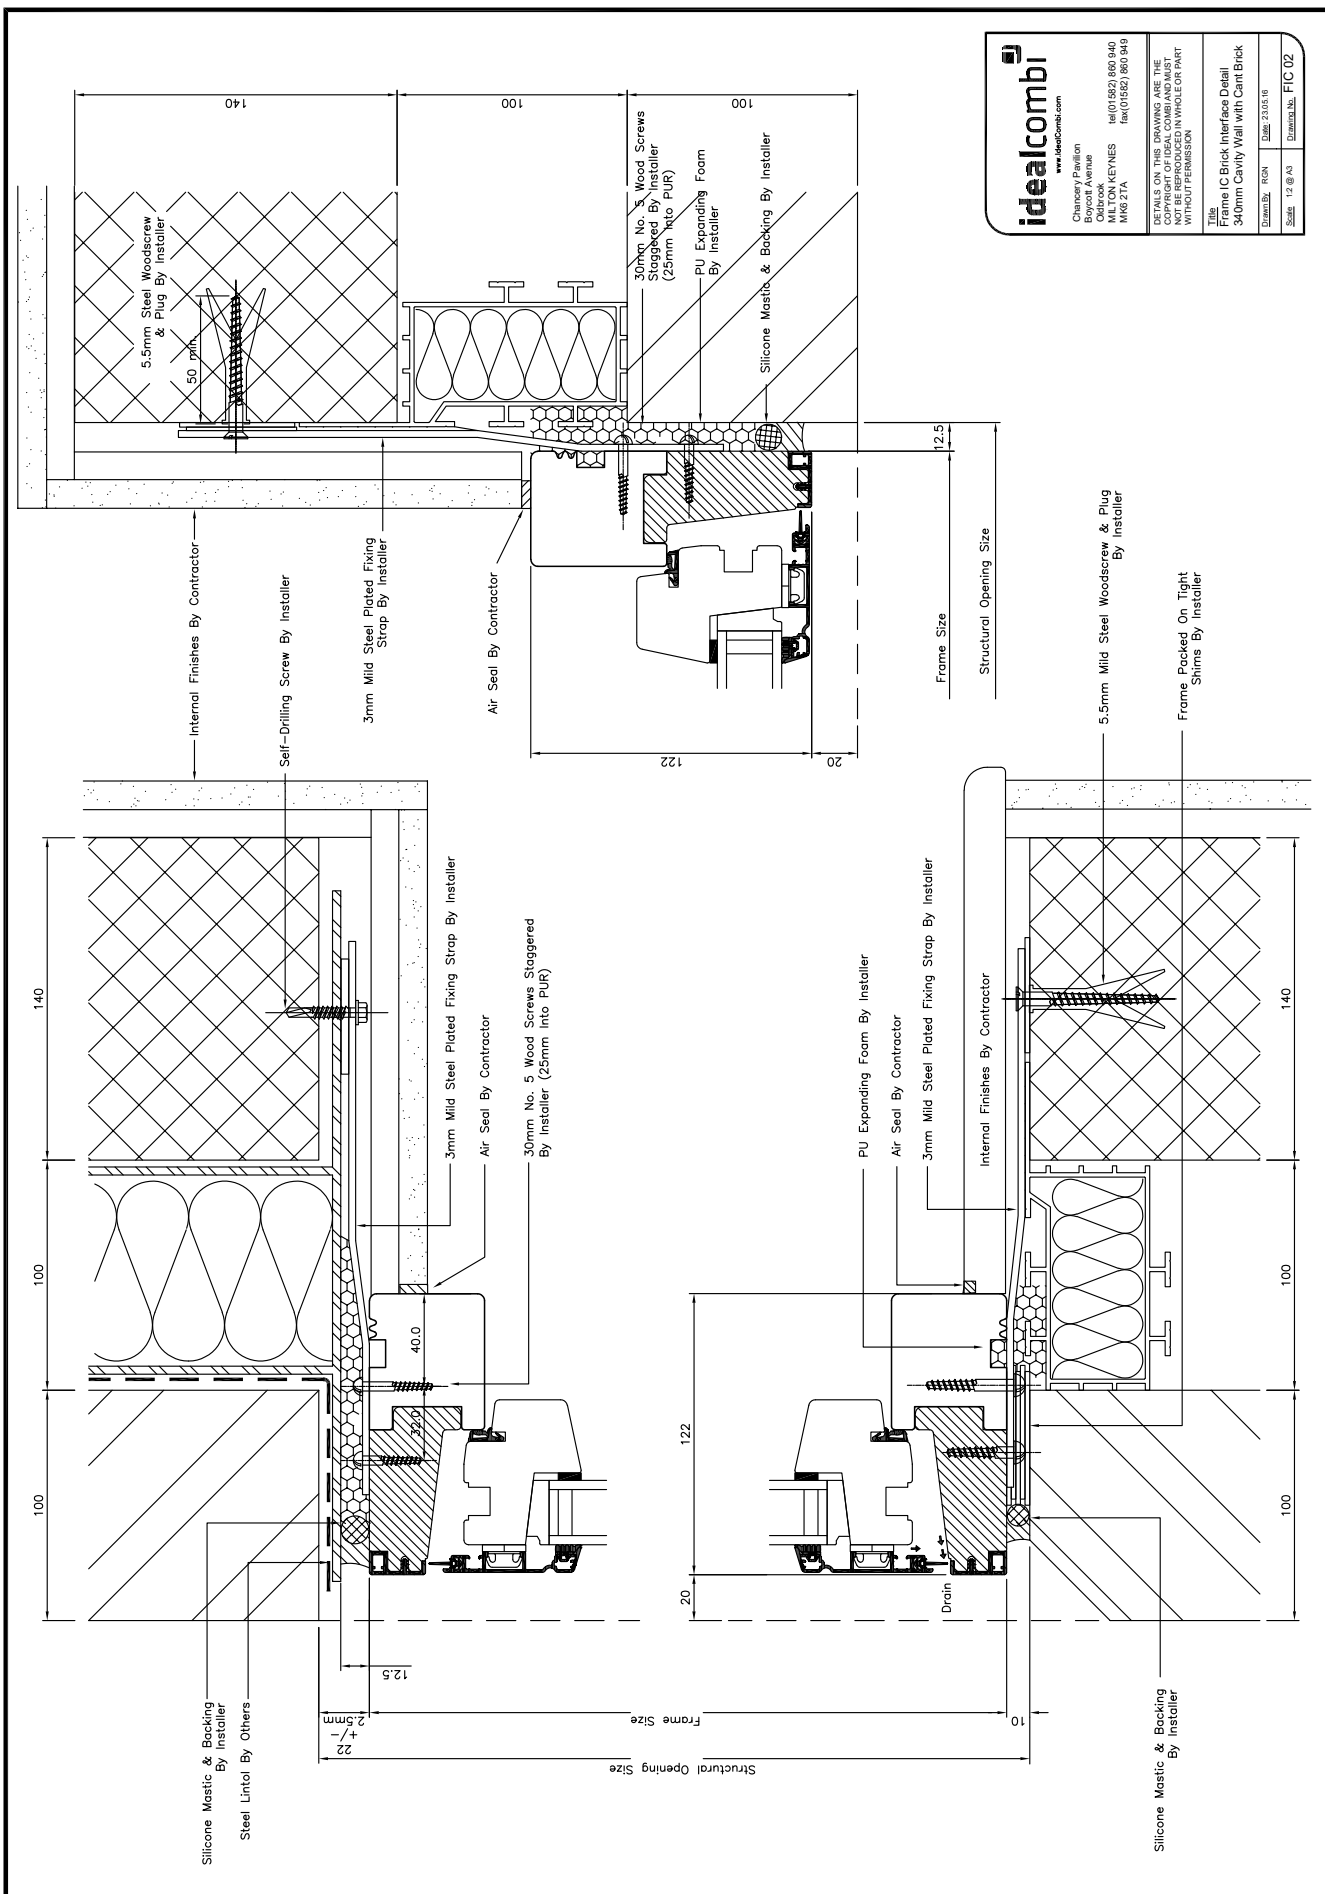 140
100
100
5.5mm Steel Woodscrew
& Plug By Installer
50 min.
30mm No. 5 Wood Screws
Staggered By Installer
(25mm Into PUR)
PU Expanding Foam
By Installer
Silicone Mastic & Backing By Installer
12.5
Internal Finishes By Contractor
Self-Drilling Screw By Installer
3mm Mild Steel Plated Fixing
Strap By Installer
Air Seal By Contractor
Frame Size
Structural Opening Size
122
20
idealcombi
www.idealCombi.com
Chancery Pavilion
Boycott Avenue
Oldbrook
MILTON KEYNES
MK6 2TA
tel(01582) 860 940
fax(01582) 860 949
DETAILS ON THIS DRAWING ARE THE
COPYRIGHT OF IDEAL COMBI AND MUST
NOT BE REPRODUCED IN WHOLE OR PART
WITHOUT PERMISSION
Title
Frame IC Brick Interface Detail
340mm Cavity Wall with Cant Brick
Drawn By RGN
Date 23.05.16
Scale 1:2 @ A3
Drawing No. FIC 02
140
100
100
3mm Mild Steel Plated Fixing Strap By Installer
Air Seal By Contractor
30mm No. 5 Wood Screws Staggered
By Installer (25mm Into PUR)
40.0
32.0
12.5
22
+/-
2.5mm
Silicone Mastic & Backing
By Installer
Steel Lintol By Others
Frame Size
Structural Opening Size
10
5.5mm Mild Steel Woodscrew & Plug
By Installer
Frame Packed On Tight
Shims By Installer
PU Expanding Foam By Installer
Air Seal By Contractor
3mm Mild Steel Plated Fixing Strap By Installer
Internal Finishes By Contractor
122
20
Drain
140
100
100
Silicone Mastic & Backing
By Installer